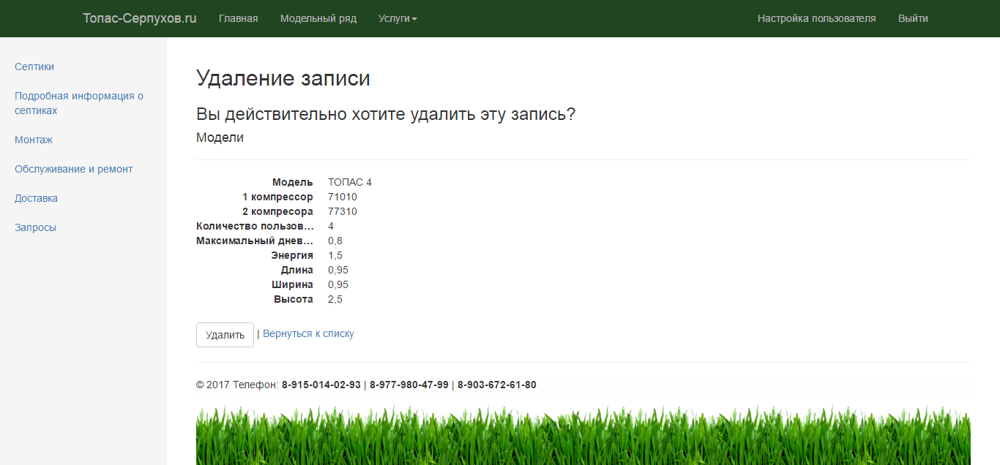 Топас-Серпухов.ru Главная Модельный ряд Услуги Настройка пользователя Выйти
Септики
Подробная информация о
септиках
Монтаж
Обслуживание и ремонт
Доставка
Запросы
Удаление записи
Вы действительно хотите удалить эту запись?
Модели
Модель ТОПАС 4
1 компрессор 71010
2 компресора 77310
Количество пользов... 4
Максимальный днев... 0,8
Энергия 1,5
Длина 0,95
Ширина 0,95
Высота 2,5
Удалить | Вернуться к списку
© 2017 Телефон: 8-915-014-02-93 | 8-977-980-47-99 | 8-903-672-61-80